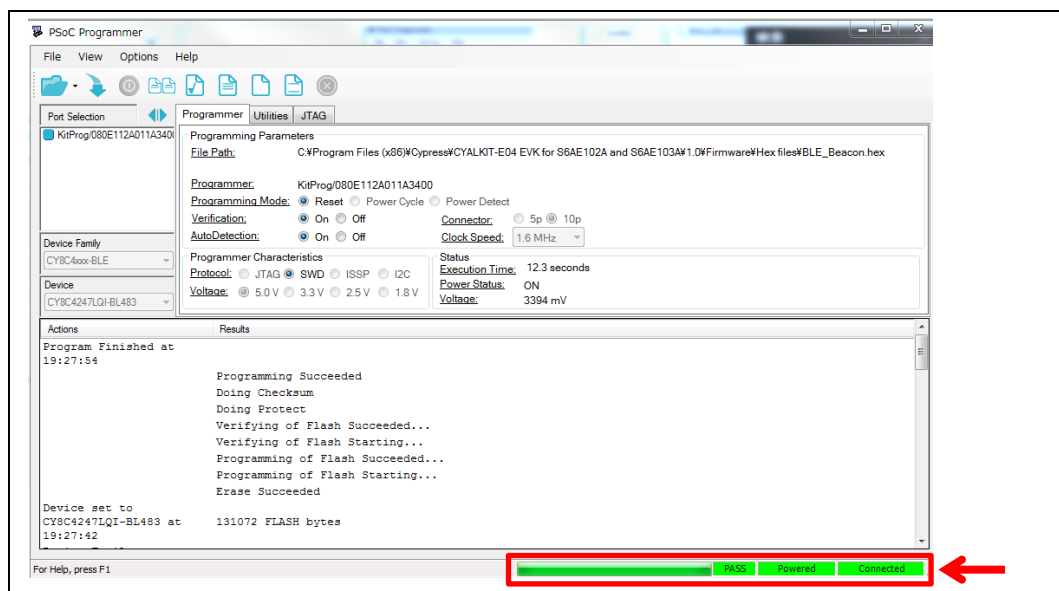 PSoC Programmer
File View Options Help
Port Selection
Programmer Utilities JTAG
KitProg/080E112A011A340
Programming Parameters
File Path: C:¥Program Files (x86)¥Cypress¥CYALKIT-E04 EVK for S6AE102A and S6AE103A¥1.0¥Firmware¥Hex files¥BLE_Beacon.hex
Programmer: KitProg/080E112A011A3400
Programming Mode: Reset Power Cycle Power Detect
Verification: On Off Connector: 5p 10p
AutoDetection: On Off Clock Speed: 1.6 MHz
Device Family
CY8C4xxx-BLE
Device
CY8C4247LQI-BL483
Programmer Characteristics
Protocol: JTAG SWD ISSP I2C
Voltage: 5.0 V 3.3 V 2.5 V 1.8 V
Status
Execution Time: 12.3 seconds
Power Status: ON
Voltage: 3394 mV
Actions Results
Program Finished at
19:27:54
Programming Succeeded
Doing Checksum
Doing Protect
Verifying of Flash Succeeded...
Verifying of Flash Starting...
Programming of Flash Succeeded...
Programming of Flash Starting...
Erase Succeeded
Device set to
CY8C4247LQI-BL483 at 131072 FLASH bytes
19:27:42
For Help, press F1
PASS Powered Connected